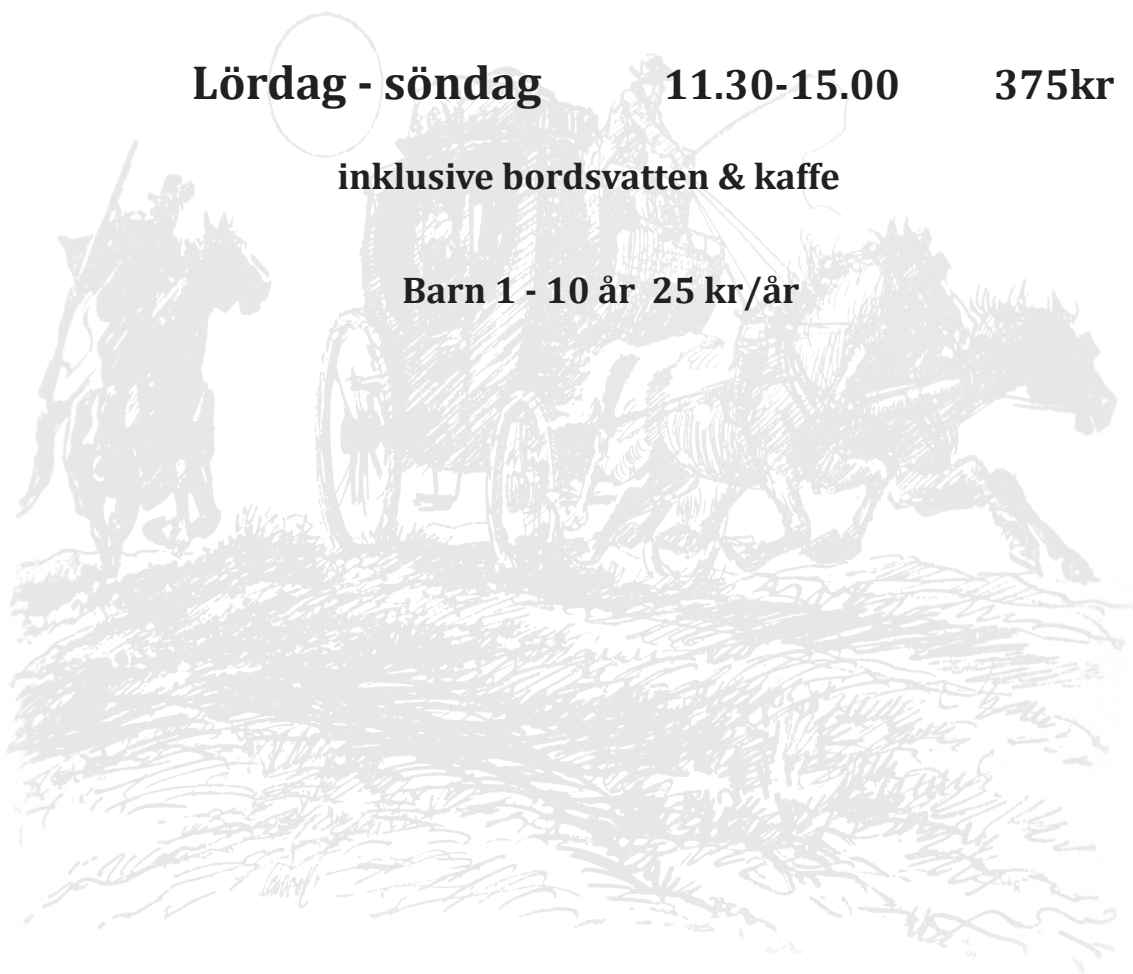 Lördag - söndag 11.30-15.00 375kr
inklusive bordsvatten & kaffe
Barn 1 - 10 år 25 kr/år